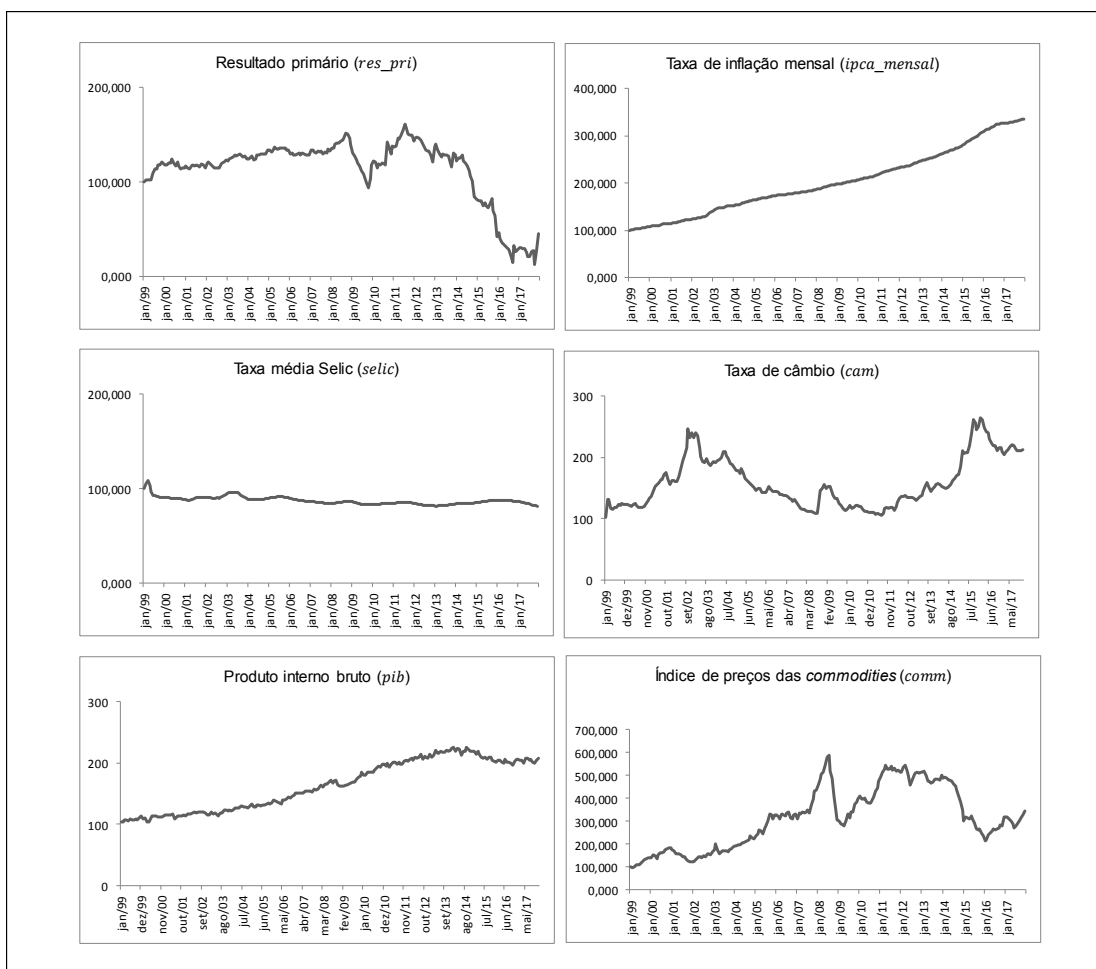 Resultado primário (res_pri)
200,000
100,000
0,000
jan/99
jan/00
jan/01
jan/02
jan/03
jan/04
jan/05
jan/06
jan/07
jan/08
jan/09
jan/10
jan/11
jan/12
jan/13
jan/14
jan/15
jan/16
jan/17
Taxa de inflação mensal (ipca_mensal)
400,000
300,000
200,000
100,000
0,000
jan/99
jan/00
jan/01
jan/02
jan/03
jan/04
jan/05
jan/06
jan/07
jan/08
jan/09
jan/10
jan/11
jan/12
jan/13
jan/14
jan/15
jan/16
jan/17
Taxa média Selic (selic)
200,000
100,000
0,000
jan/99
jan/00
jan/01
jan/02
jan/03
jan/04
jan/05
jan/06
jan/07
jan/08
jan/09
jan/10
jan/11
jan/12
jan/13
jan/14
jan/15
jan/16
jan/17
Taxa de câmbio (cam)
300
200
100
0
jan/99
dez/99
nov/00
out/01
set/02
ago/03
jul/04
jun/05
mai/06
abr/07
mar/08
fev/09
jan/10
dez/10
nov/11
out/12
set/13
ago/14
jul/15
jun/16
mai/17
Produto interno bruto (pib)
300
200
100
0
jan/99
dez/99
nov/00
out/01
set/02
ago/03
jul/04
jun/05
mai/06
abr/07
mar/08
fev/09
jan/10
dez/10
nov/11
out/12
set/13
ago/14
jul/15
jun/16
mai/17
Índice de preços das commodities (comm)
700,000
600,000
500,000
400,000
300,000
200,000
100,000
0,000
jan/99
jan/00
jan/01
jan/02
jan/03
jan/04
jan/05
jan/06
jan/07
jan/08
jan/09
jan/10
jan/11
jan/12
jan/13
jan/14
jan/15
jan/16
jan/17